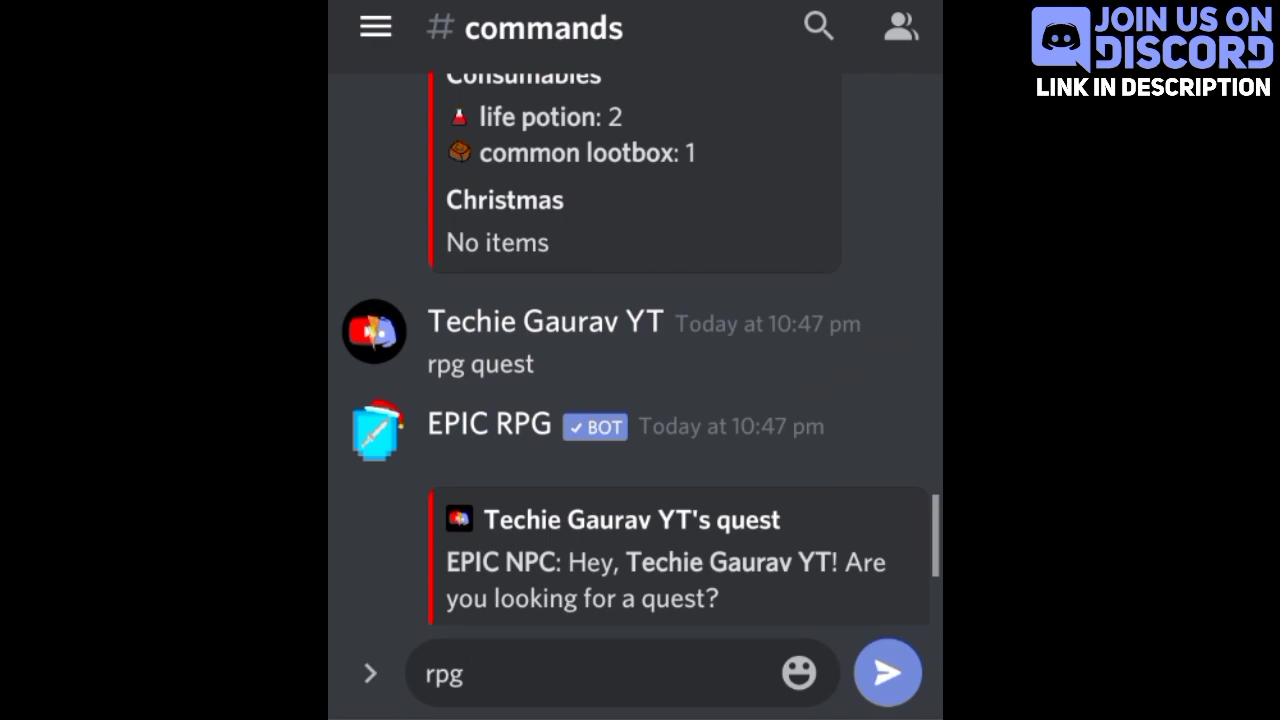 # commands
JOIN US ON
DISCORD
LINK IN DESCRIPTION
Consumables
life potion: 2
common lootbox: 1
Christmas
No items
Techie Gaurav YT Today at 10:47 pm
rpg quest
EPIC RPG ✓ BOT Today at 10:47 pm
Techie Gaurav YT's quest
EPIC NPC: Hey, Techie Gaurav YT! Are
you looking for a quest?
rpg